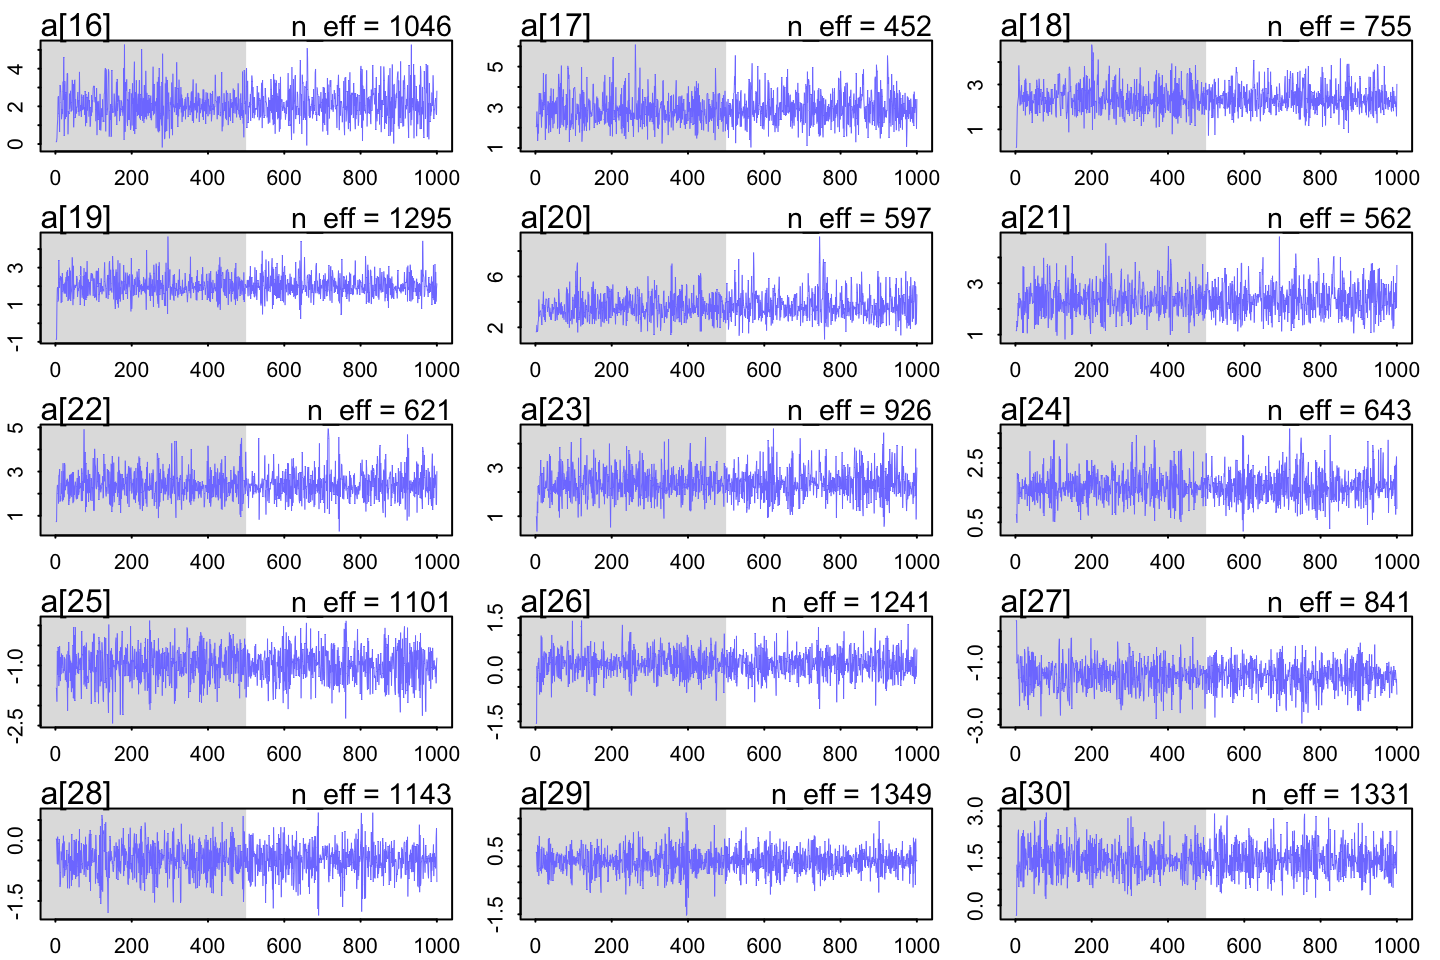 a[16] n_eff = 1046 a[17] n_eff = 452 a[18] n_eff = 755
4 2 0 5 3 1 3 1
0 200 400 600 800 1000 0 200 400 600 800 1000 0 200 400 600 800 1000
a[19] n_eff = 1295 a[20] n_eff = 597 a[21] n_eff = 562
3 1 -1 6 2 3 1
0 200 400 600 800 1000 0 200 400 600 800 1000 0 200 400 600 800 1000
a[22] n_eff = 621 a[23] n_eff = 926 a[24] n_eff = 643
5 3 1 3 1 2.5 0.5
0 200 400 600 800 1000 0 200 400 600 800 1000 0 200 400 600 800 1000
a[25] n_eff = 1101 a[26] n_eff = 1241 a[27] n_eff = 841
-1.0 -2.5 1.5 0.0 -1.5 -1.0 -3.0
0 200 400 600 800 1000 0 200 400 600 800 1000 0 200 400 600 800 1000
a[28] n_eff = 1143 a[29] n_eff = 1349 a[30] n_eff = 1331
0.0 -1.5 0.5 -1.5 3.0 1.5 0.0
0 200 400 600 800 1000 0 200 400 600 800 1000 0 200 400 600 800 1000